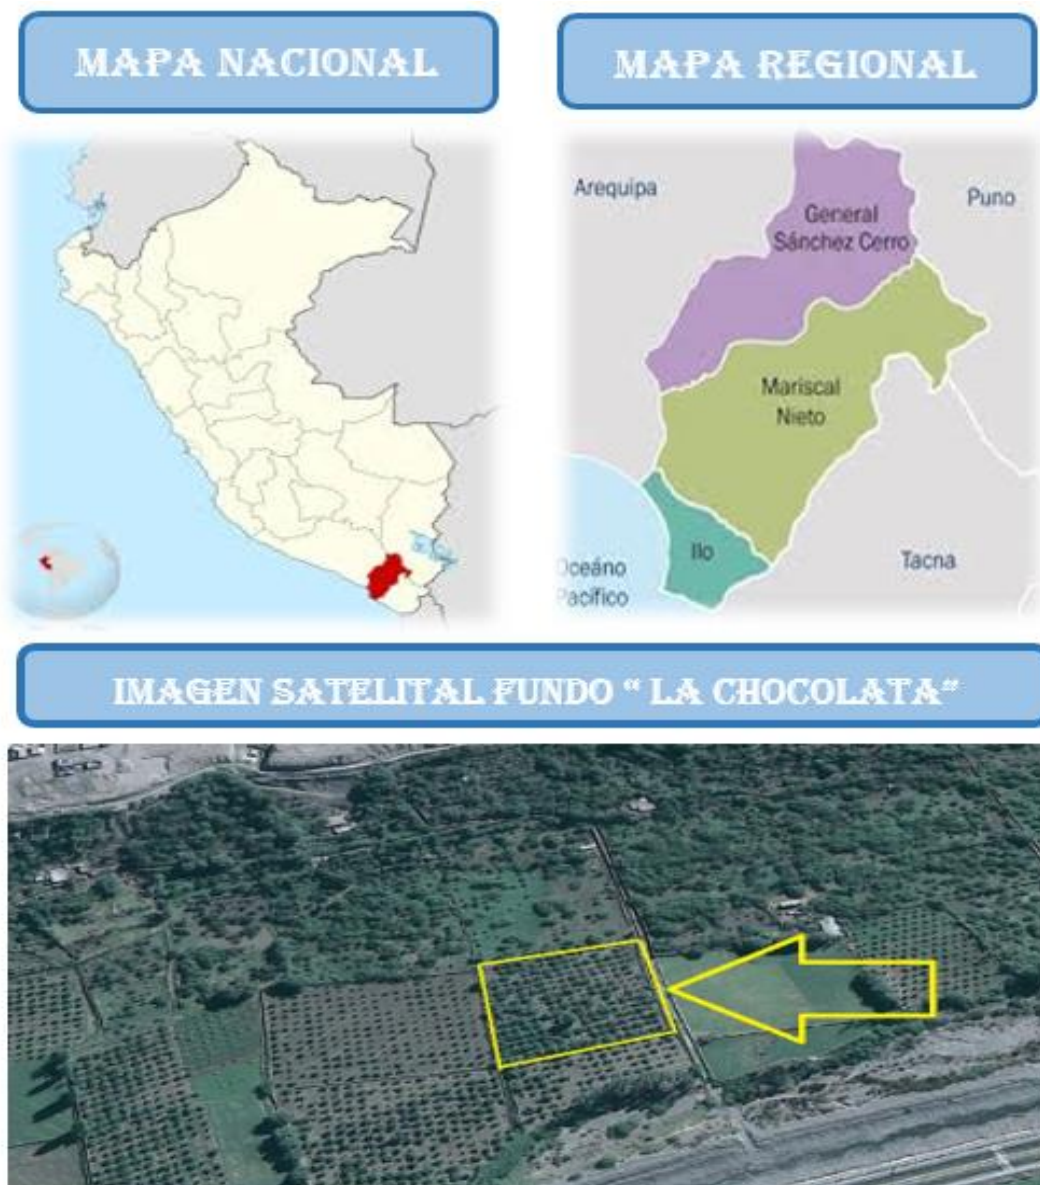 MAPA NACIONAL
MAPA REGIONAL
Arequipa
Puno
General
Sánchez Cerro
Mariscal
Nieto
Ilo
Oceáno
Pacífico
Tacna
IMAGEN SATELITAL FUNDO “ LA CHOCOLATA”